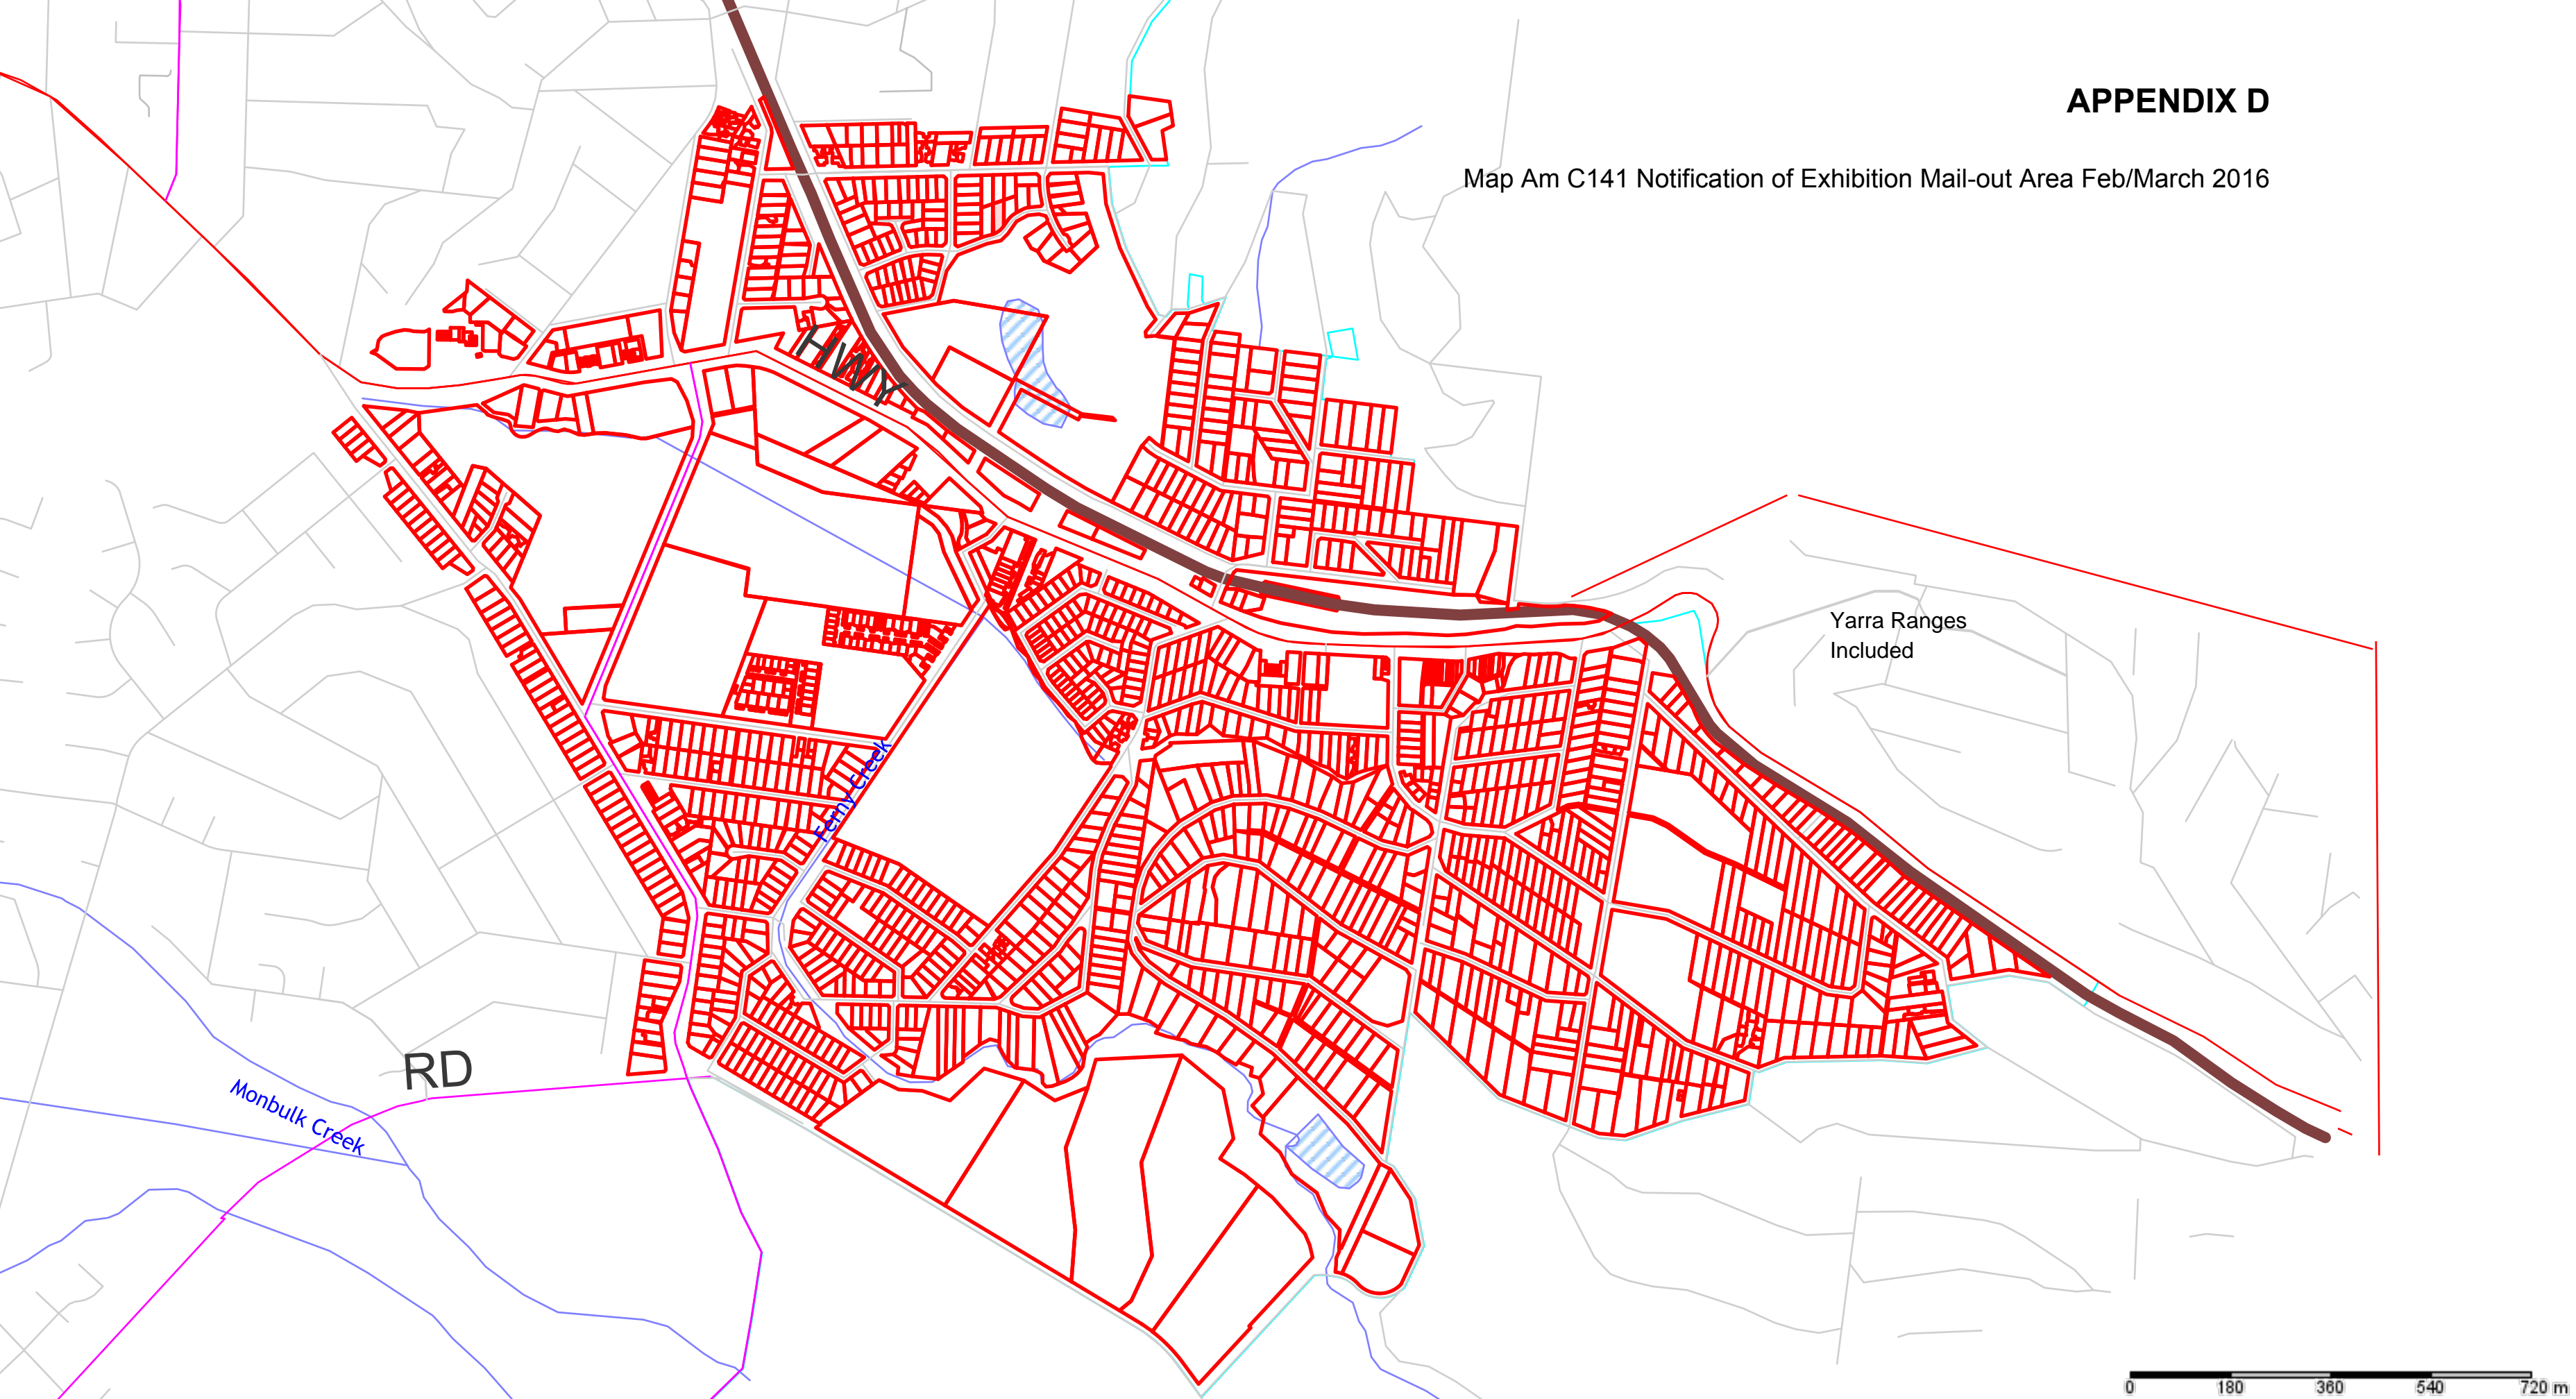 APPENDIX D
Map Am C141 Notification of Exhibition Mail-out Area Feb/March 2016
HWY
Yarra Ranges
Included
Ferny Creek
RD
Monbulk Creek
0 180 360 540 720 m